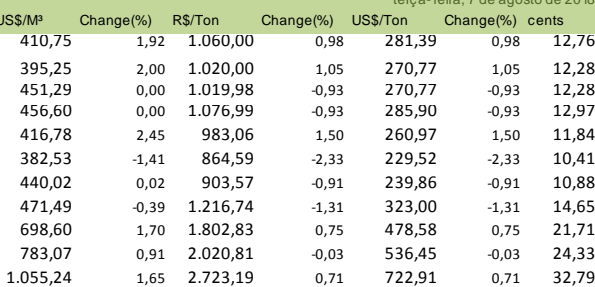 terça-feira, 7 de agosto de 2018
US$/M³ Change(%) R$/Ton Change(%) US$/Ton Change(%) cents
410,75 1,92 1.060,00 0,98 281,39 0,98 12,76
395,25 2,00 1.020,00 1,05 270,77 1,05 12,28
451,29 0,00 1.019,98 -0,93 270,77 -0,93 12,28
456,60 0,00 1.076,99 -0,93 285,90 -0,93 12,97
416,78 2,45 983,06 1,50 260,97 1,50 11,84
382,53 -1,41 864,59 -2,33 229,52 -2,33 10,41
440,02 0,02 903,57 -0,91 239,86 -0,91 10,88
471,49 -0,39 1.216,74 -1,31 323,00 -1,31 14,65
698,60 1,70 1.802,83 0,75 478,58 0,75 21,71
783,07 0,91 2.020,81 -0,03 536,45 -0,03 24,33
1.055,24 1,65 2.723,19 0,71 722,91 0,71 32,79